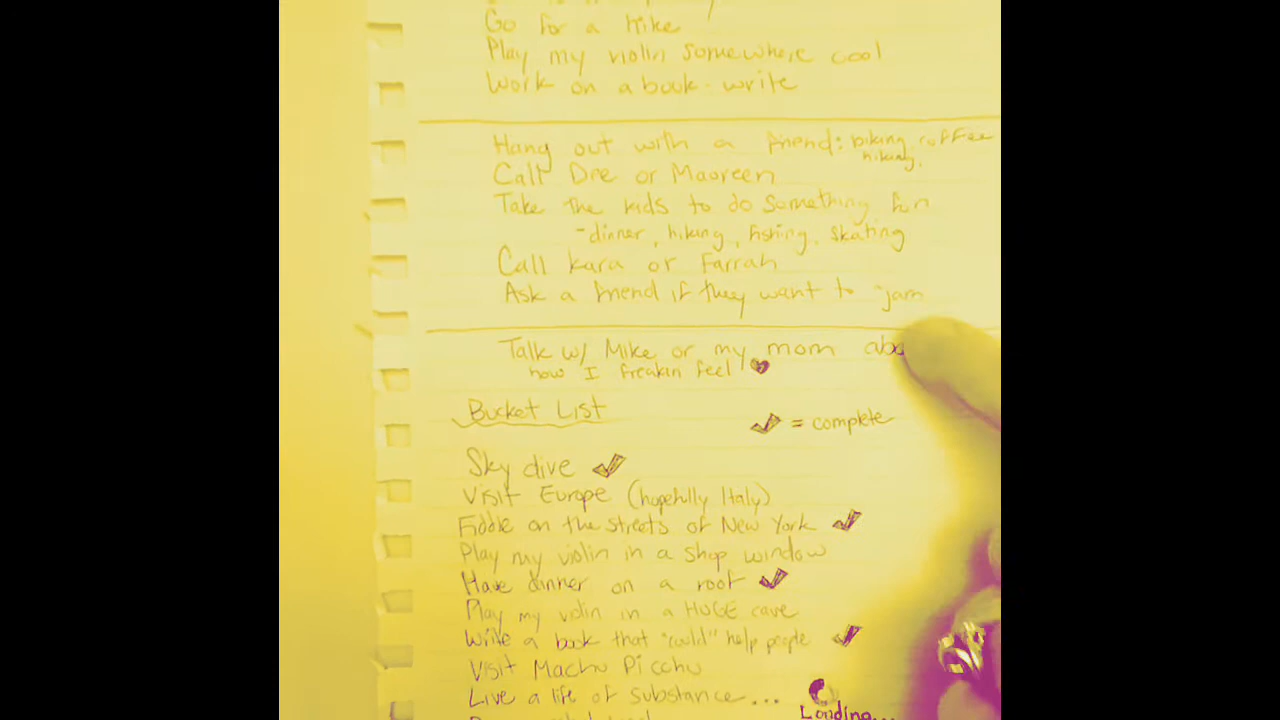 Go for a hike
Play my violin somewhere cool
Work on a book - write
Hang out with a friend: biking, coffee
hiking,
Call Dre or Maureen
Take the kids to do something fun
- dinner, hiking, fishing, skating
Call Kara or Farrah
Ask a friend if they want to "jam
Talk w/ Mike or my mom abo
how I freakin feel ♥
Bucket List
✓ = complete
Sky dive ✓
Visit Europe (hopefully Italy)
Fiddle on the streets of New York ✓
Play my violin in a shop window
Have dinner on a roof ✓
Play my violin in a HUGE cave
Write a book that "could" help people ✓
Visit Machu Picchu
Live a life of substance...
Loading...